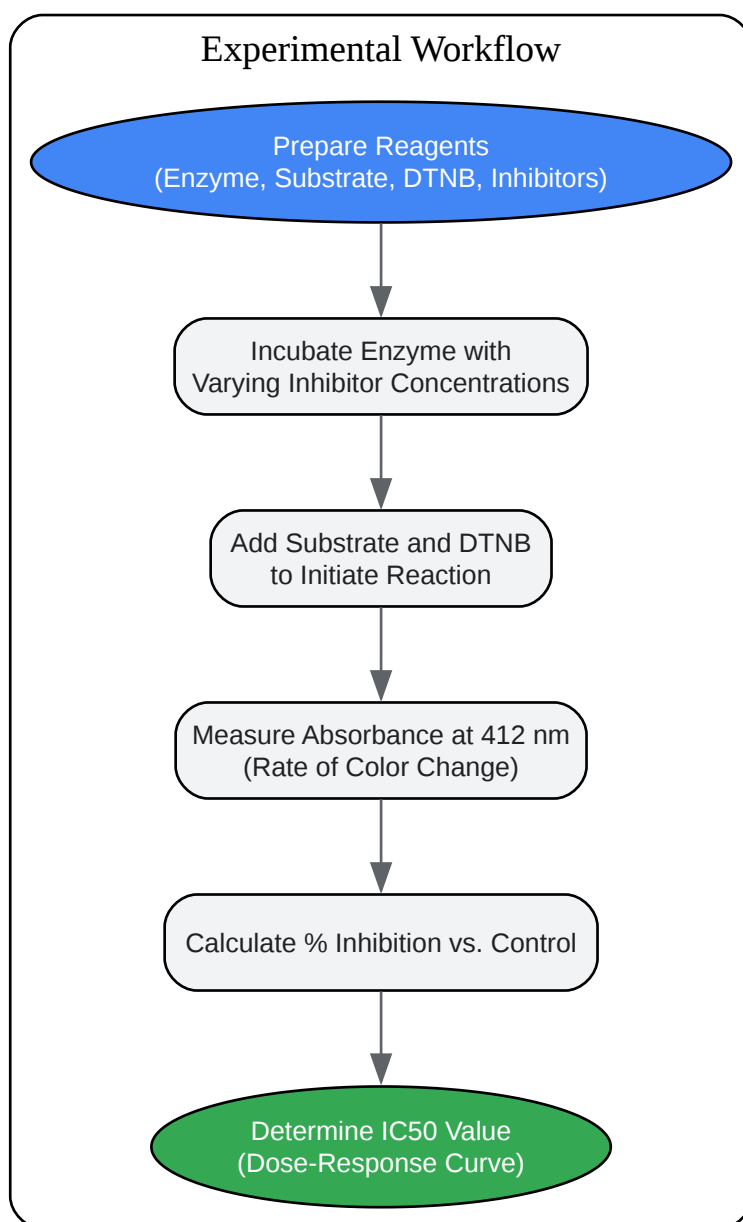 Experimental Workflow
Prepare Reagents
(Enzyme, Substrate, DTNB, Inhibitors)
Incubate Enzyme with
Varying Inhibitor Concentrations
Add Substrate and DTNB
to Initiate Reaction
Measure Absorbance at 412 nm
(Rate of Color Change)
Calculate % Inhibition vs. Control
Determine IC50 Value
(Dose-Response Curve)